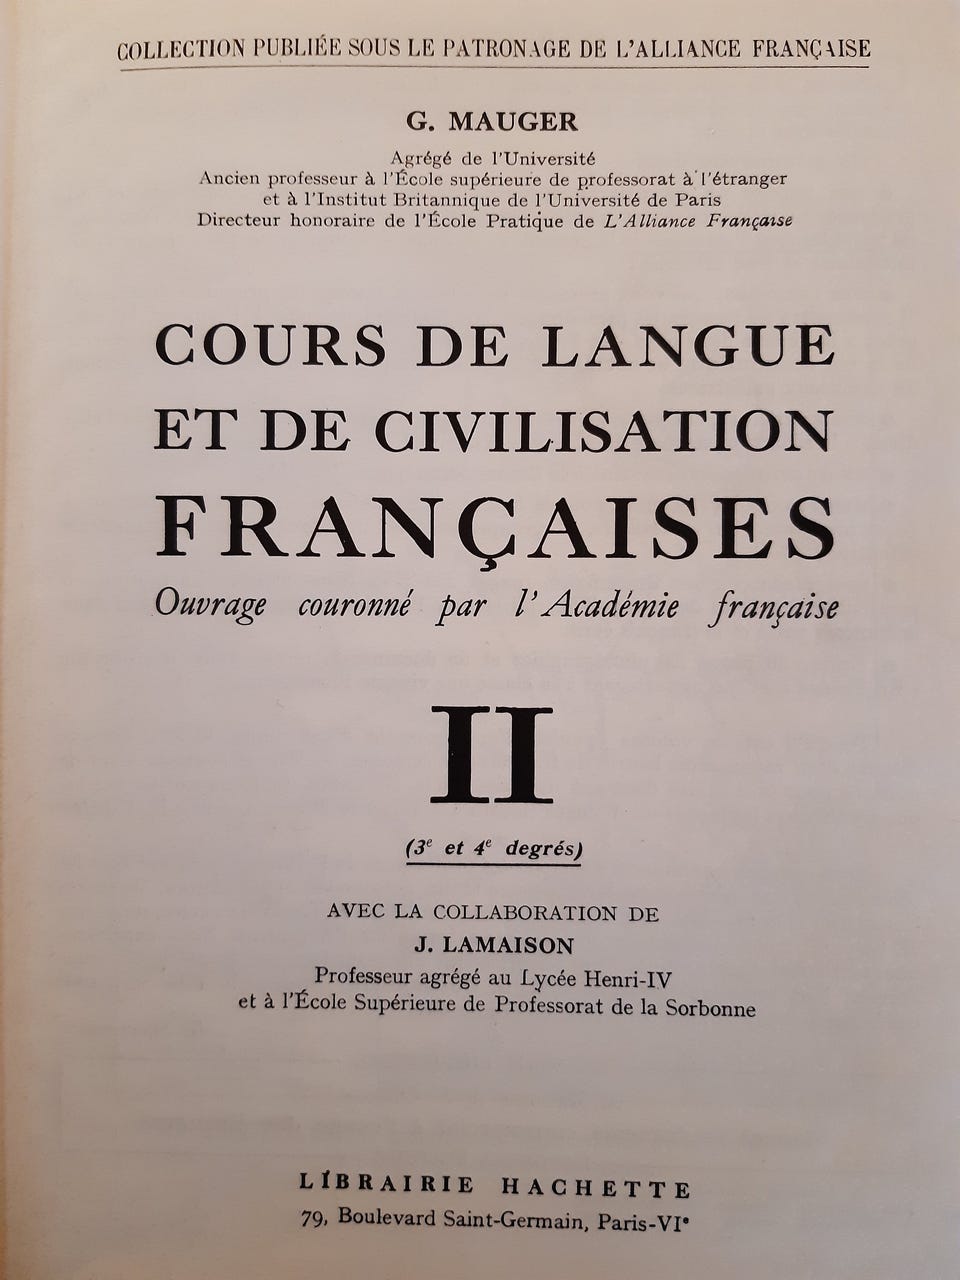 COLLECTION PUBLIÉE SOUS LE PATRONAGE DE L'ALLIANCE FRANÇAISE
G. MAUGER
Agrégé de l'Université
Ancien professeur à l'École supérieure de professorat à l'étranger
et à l'Institut Britannique de l'Université de Paris
Directeur honoraire de l'École Pratique de L'Alliance Française
COURS DE LANGUE
ET DE CIVILISATION
FRANÇAISES
Ouvrage couronné par l'Académie française
II
(3e et 4e degrés)
AVEC LA COLLABORATION DE
J. LAMAISON
Professeur agrégé au Lycée Henri-IV
et à l'École Supérieure de Professorat de la Sorbonne
LIBRAIRIE HACHETTE
79, Boulevard Saint-Germain, Paris-VIe